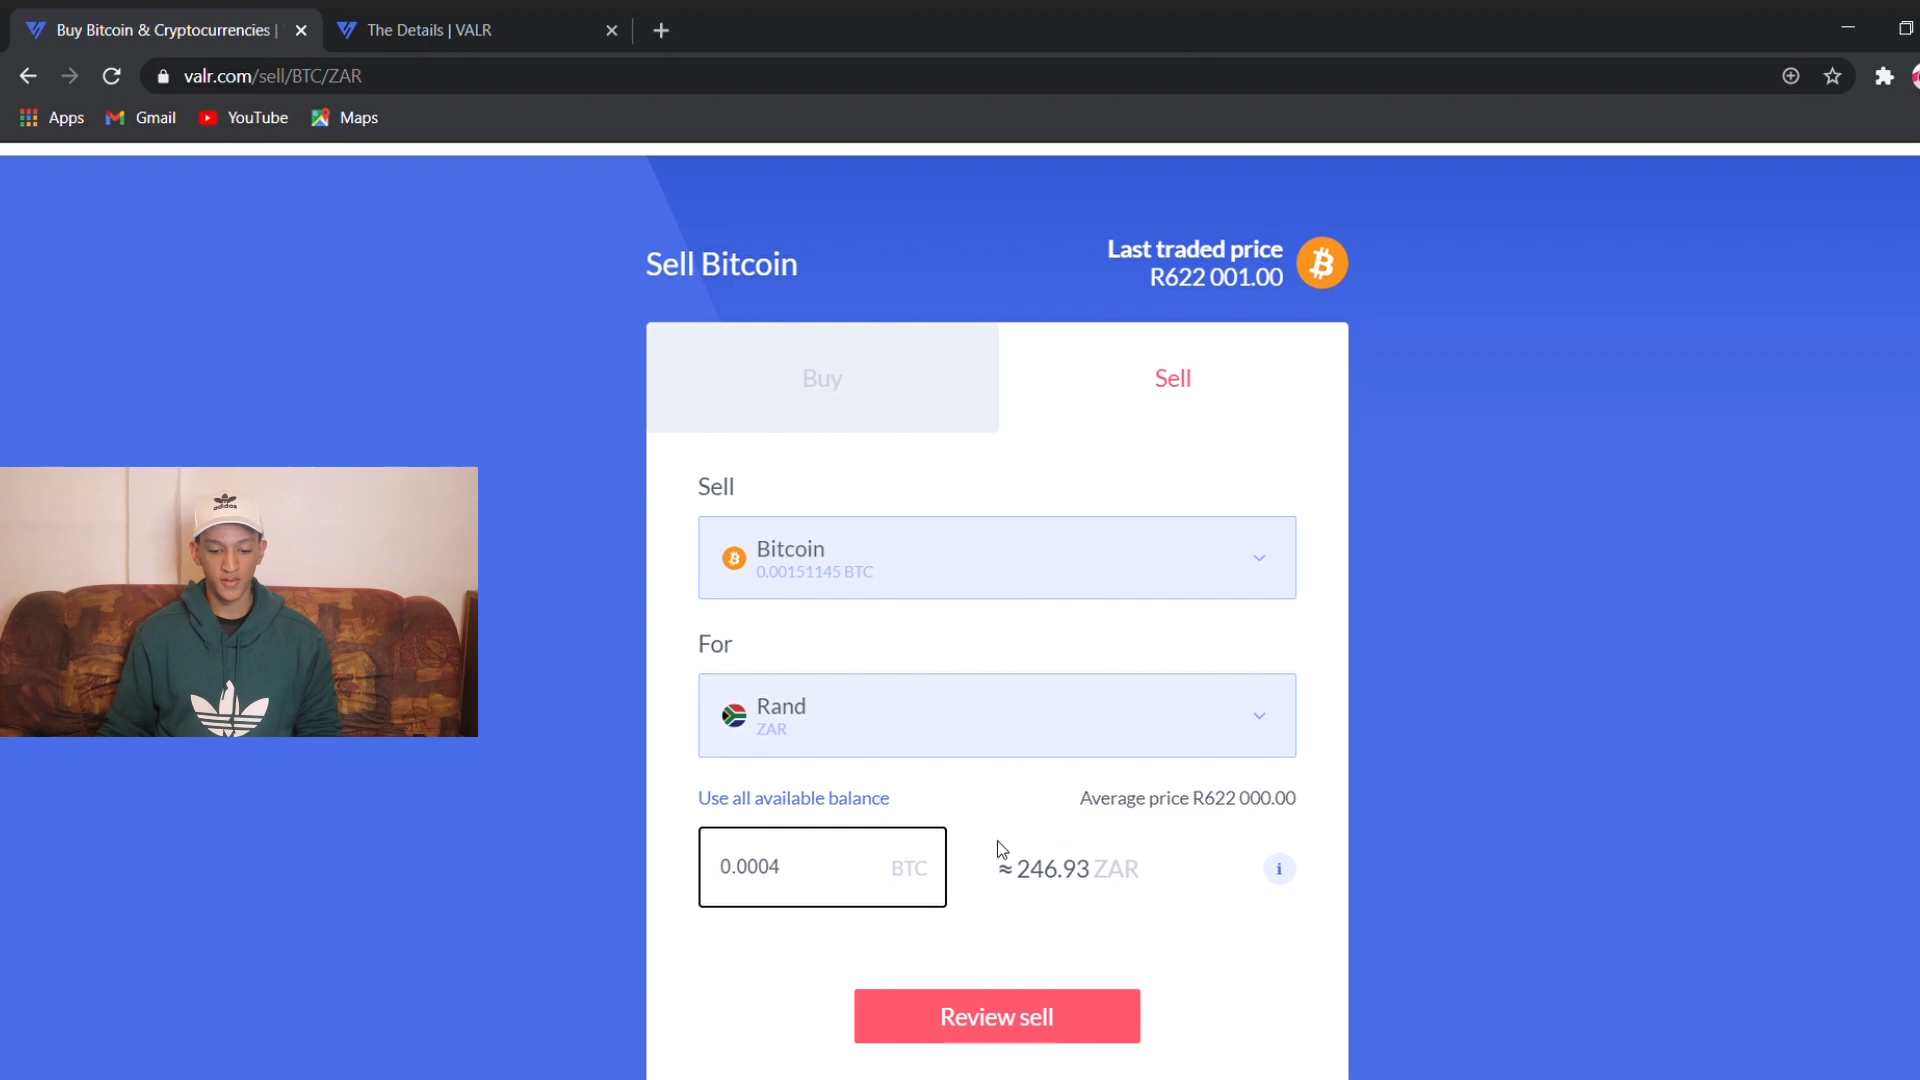 Buy Bitcoin & Cryptocurrencies |
The Details | VALR
valr.com/sell/BTC/ZAR
Apps
Gmail
YouTube
Maps
Sell Bitcoin
Last traded price
R622 001.00
Buy
Sell
Sell
Bitcoin
0.00151145 BTC
For
Rand
ZAR
Use all available balance
Average price R622 000.00
0.0004 BTC
≈ 246.93 ZAR
i
Review sell
adidas